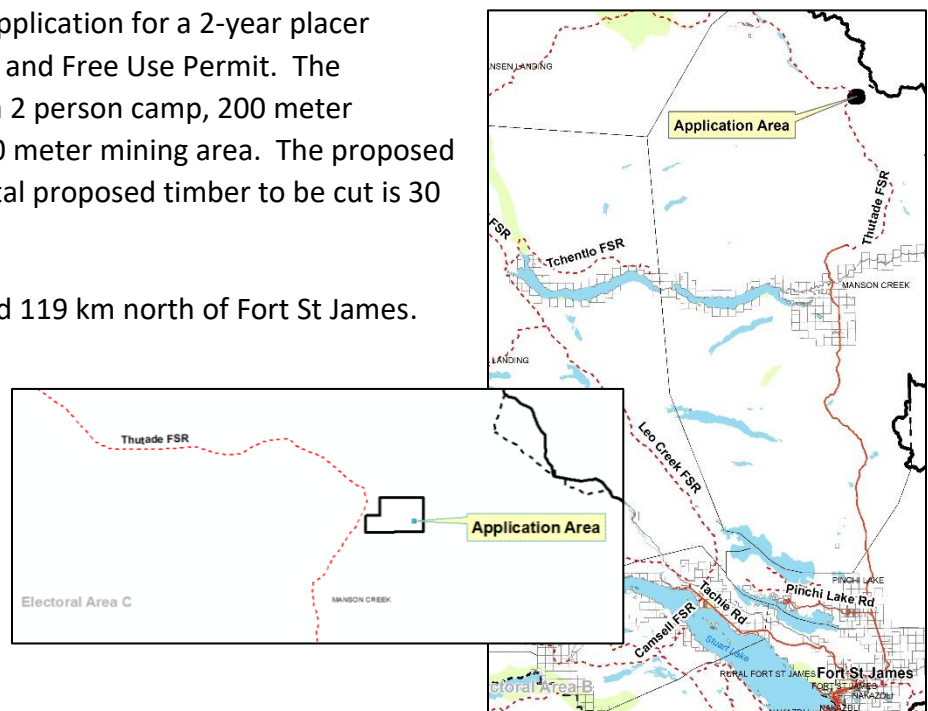 pplication for a 2-year placer
and Free Use Permit. The
2 person camp, 200 meter
0 meter mining area. The proposed
tal proposed timber to be cut is 30
d 119 km north of Fort St James.
NSEN LANDING
Application Area
Thutade FSR
FSR
Tchentlo FSR
MANSON CREEK
LANDING
Leo Creek FSR
PINCHI LAKE
Pinchi Lake Rd
Tachie Rd
Camsell FSR
Stuart Lake
RURAL FORT ST JAMES
Fort St James
FORT ST JAMES
NAKAZDLI
ctoral Area B
Thutade FSR
Application Area
MANSON CREEK
Electoral Area C